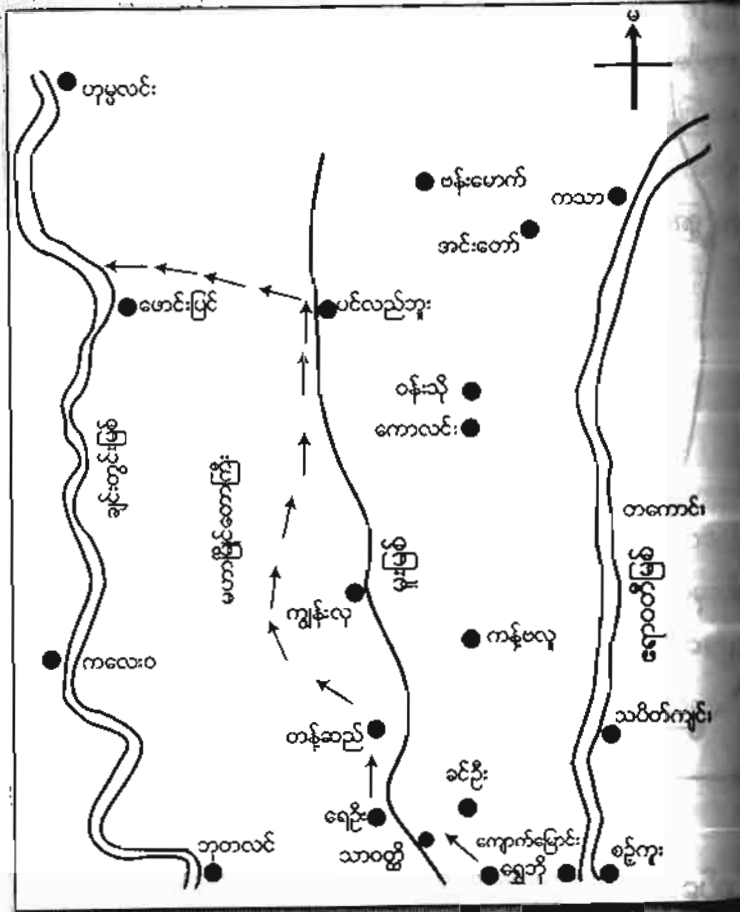 မ
ဟုမ္မလင်း
ဗန်းမောက်
ကသာ
အင်းတော်
ဖောင်းပြင်
ပင်လည်ဘူး
ဝန်းသို
ကောလင်း
ချင်းတွင်းမြစ်
မဟာမြိုင်တောကြီး
တကောင်း
မူးမြစ်
ဧရာဝတီမြစ်
ကျွန်းလှ
ကန့်ဗလူ
ကလေးဝ
သပိတ်ကျင်း
တန့်ဆည်
ခင်ဦး
ရေဦး
ကျောက်မြောင်း
ဘုတလင်
သာဝတ္ထိ
ရွှေဘို
စဉ့်ကူး